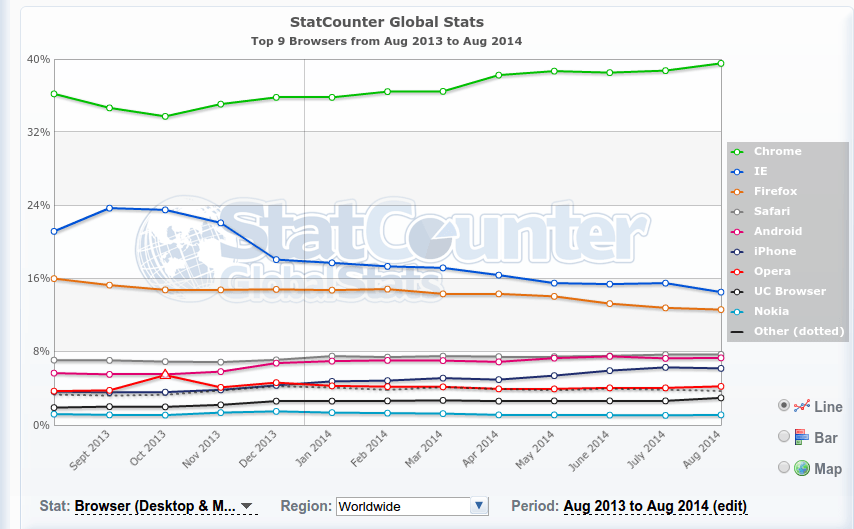 StatCounter Global Stats
Top 9 Browsers from Aug 2013 to Aug 2014
40%
32%
24%
16%
8%
0%
StatCounter
Global Stats
Sept 2013
Oct 2013
Nov 2013
Dec 2013
Jan 2014
Feb 2014
Mar 2014
Apr 2014
May 2014
June 2014
July 2014
Aug 2014
Chrome
IE
Firefox
Safari
Android
iPhone
Opera
UC Browser
Nokia
Other (dotted)
Line
Bar
Map
Stat: Browser (Desktop & M... Region: Worldwide Period: Aug 2013 to Aug 2014 (edit)